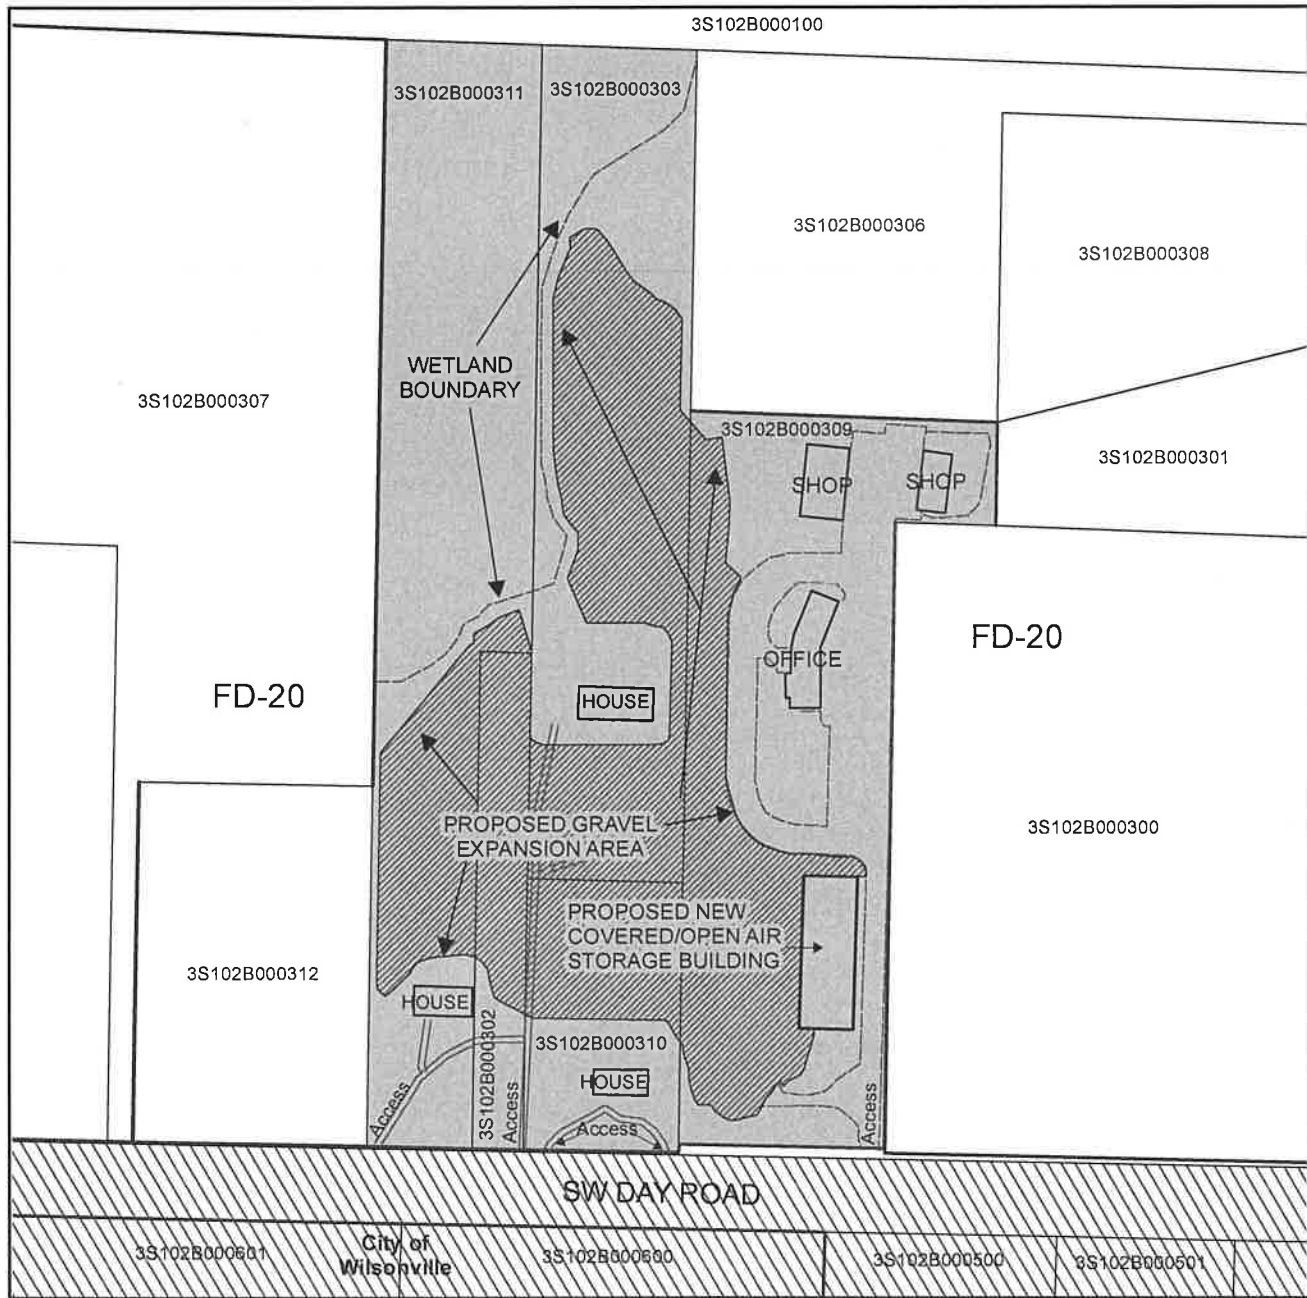 3S102B000100
3S102B000311
3S102B000303
3S102B000306
3S102B000308
WETLAND
BOUNDARY
3S102B000307
3S102B000309
3S102B000301
SHOP
SHOP
FD-20
OFFICE
FD-20
HOUSE
PROPOSED GRAVEL
EXPANSION AREA
3S102B000300
PROPOSED NEW
COVERED/OPEN AIR
STORAGE BUILDING
3S102B000312
HOUSE
3S102B000302
3S102B000310
HOUSE
Access
Access
Access
Access
SW DAY ROAD
3S102B000601
City of
Wilsonville
3S102B000600
3S102B000500
3S102B000501